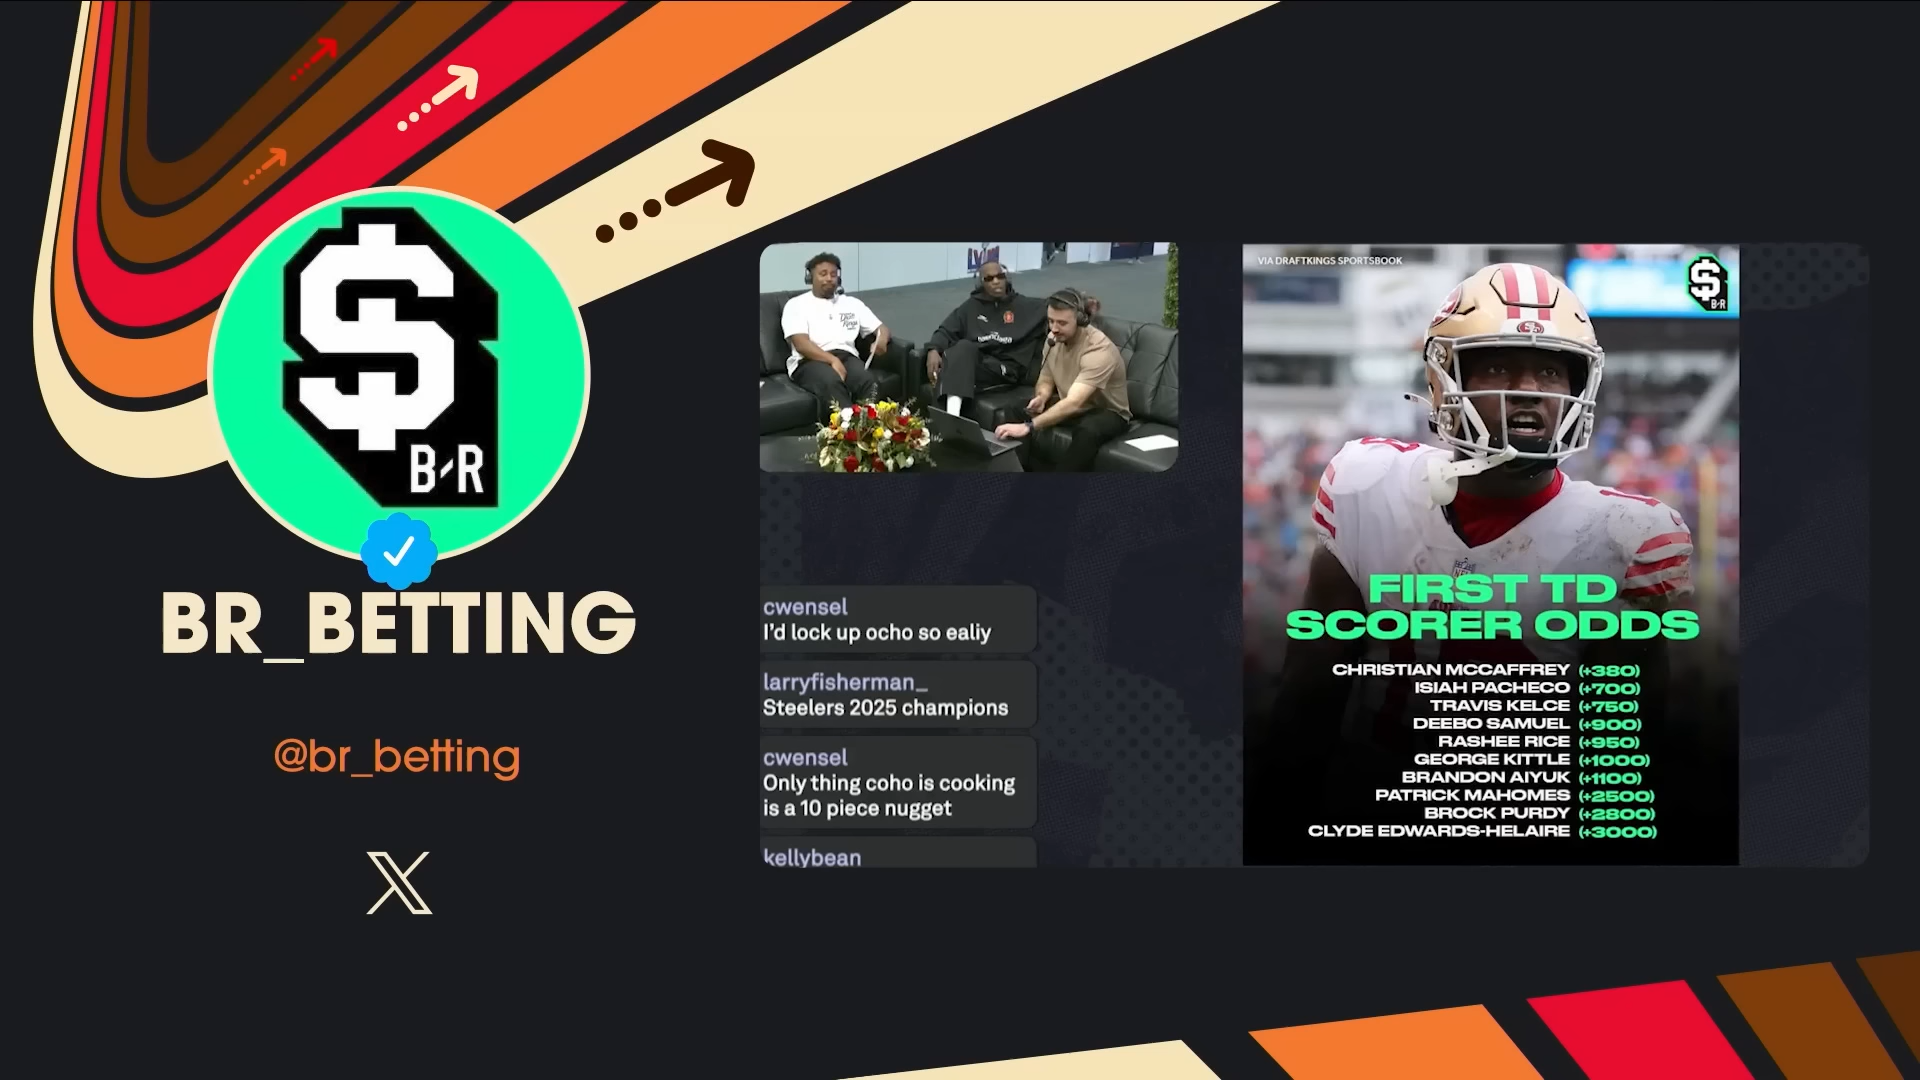 $
B/R
BR_BETTING
@br_betting
X
LVIII
cwensel
I'd lock up ocho so ealiy
larryfisherman_
Steelers 2025 champions
cwensel
Only thing coho is cooking
is a 10 piece nugget
kellybean
VIA DRAFTKINGS SPORTSBOOK
$
B/R
FIRST TD
SCORER ODDS
CHRISTIAN MCCAFFREY (+380)
ISIAH PACHECO (+700)
TRAVIS KELCE (+750)
DEEBO SAMUEL (+900)
RASHEE RICE (+950)
GEORGE KITTLE (+1000)
BRANDON AIYUK (+1100)
PATRICK MAHOMES (+2500)
BROCK PURDY (+2800)
CLYDE EDWARDS-HELAIRE (+3000)